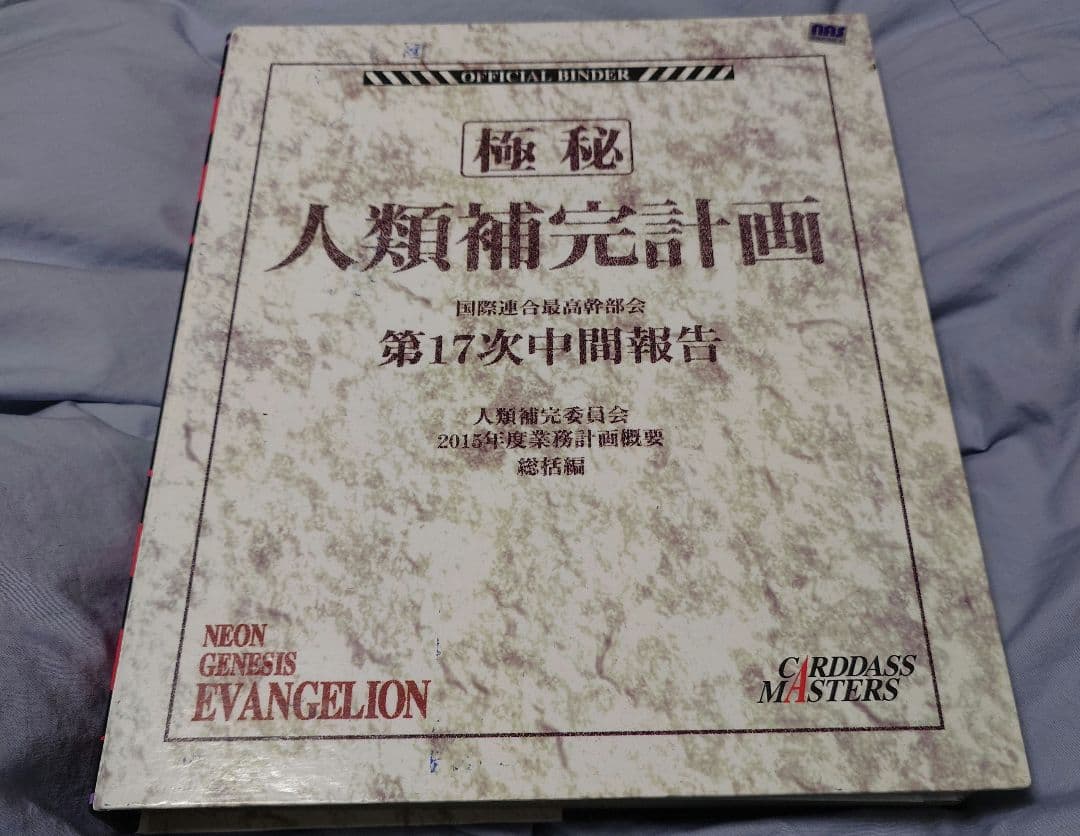 nas
OFFICIAL BINDER
極秘
人類補完計画
国際連合最高幹部会
第17次中間報告
人類補完委員会
2015年度業務計画概要
総括編
NEON
GENESIS
EVANGELION
CARDDASS
MASTERS